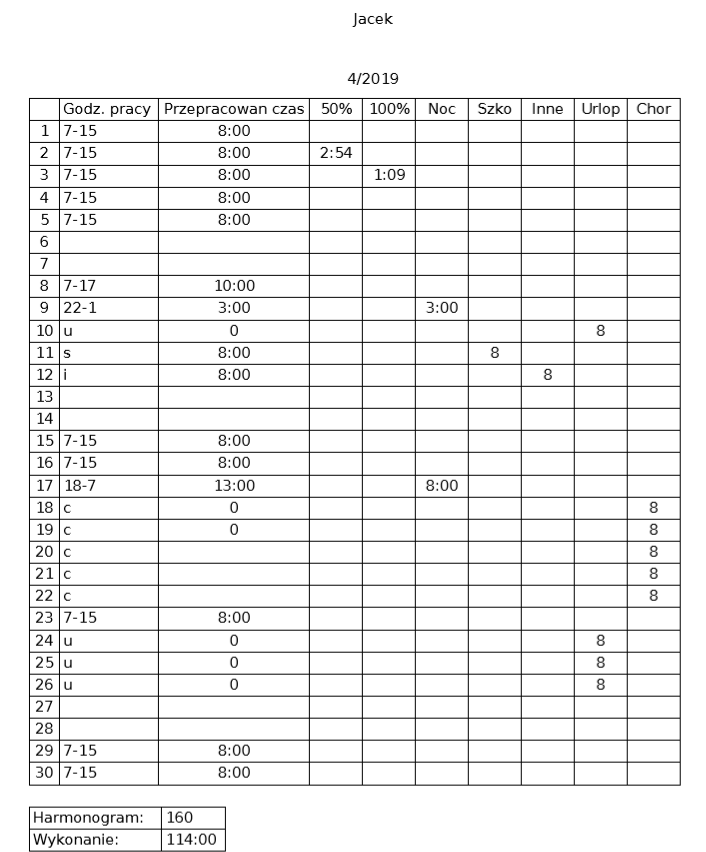 Jacek
4/2019
Godz. pracy Przepracowan czas 50% 100% Noc Szko Inne Urlop Chor
1 7-15 8:00
2 7-15 8:00 2:54
3 7-15 8:00 1:09
4 7-15 8:00
5 7-15 8:00
6
7
8 7-17 10:00
9 22-1 3:00 3:00
10 u 0 8
11 s 8:00 8
12 i 8:00 8
13
14
15 7-15 8:00
16 7-15 8:00
17 18-7 13:00 8:00
18 c 0 8
19 c 0 8
20 c 8
21 c 8
22 c 8
23 7-15 8:00
24 u 0 8
25 u 0 8
26 u 0 8
27
28
29 7-15 8:00
30 7-15 8:00
Harmonogram: 160
Wykonanie: 114:00